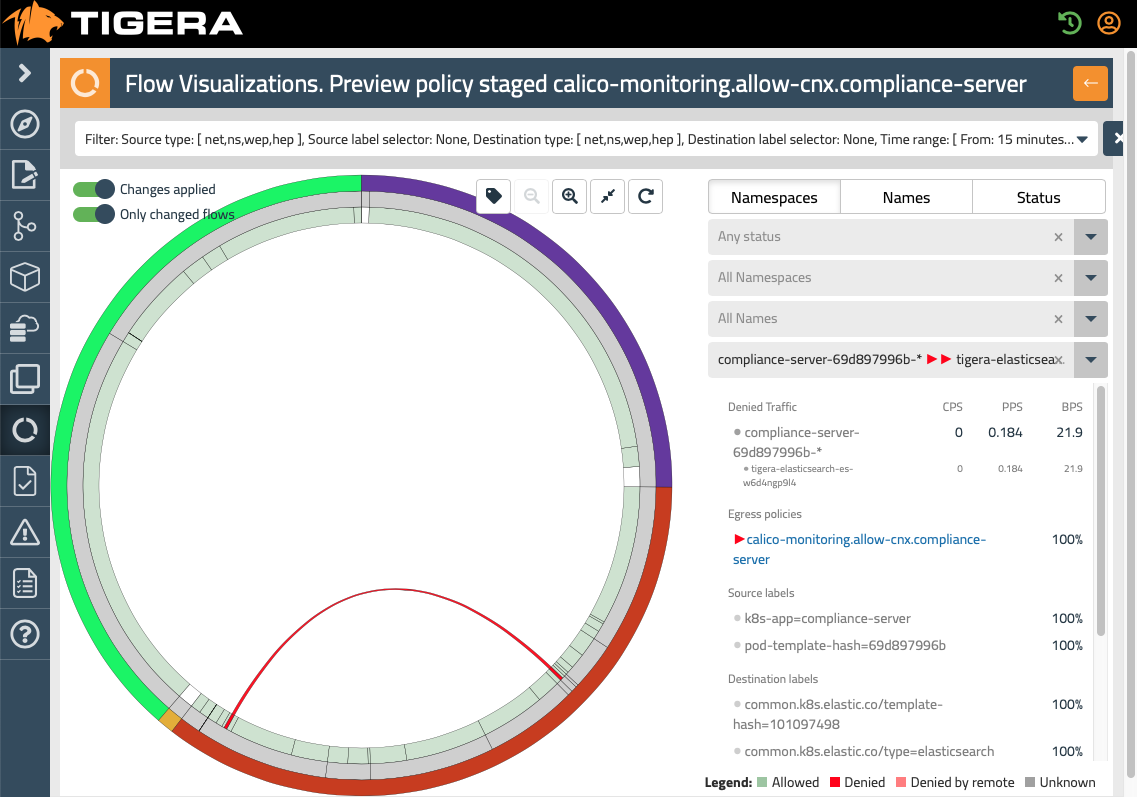 TIGERA
Flow Visualizations. Preview policy staged calico-monitoring.allow-cnx.compliance-server
Filter: Source type: [ net,ns,wep,hep ], Source label selector: None, Destination type: [ net,ns,wep,hep ], Destination label selector: None, Time range: [ From: 15 minutes...
Changes applied
Only changed flows
Namespaces Names Status
Any status
All Namespaces
All Names
compliance-server-69d897996b-* tigera-elasticsea
Denied Traffic CPS PPS BPS
compliance-server-69d897996b-* 0 0.184 21.9
tigera-elasticsearch-es-w6d4ngp9l4 0 0.184 21.9
Egress policies
calico-monitoring.allow-cnx.compliance-server 100%
Source labels
k8s-app=compliance-server 100%
pod-template-hash=69d897996b 100%
Destination labels
common.k8s.elastic.co/template-hash=101097498 100%
common.k8s.elastic.co/type=elasticsearch 100%
Legend: Allowed Denied Denied by remote Unknown